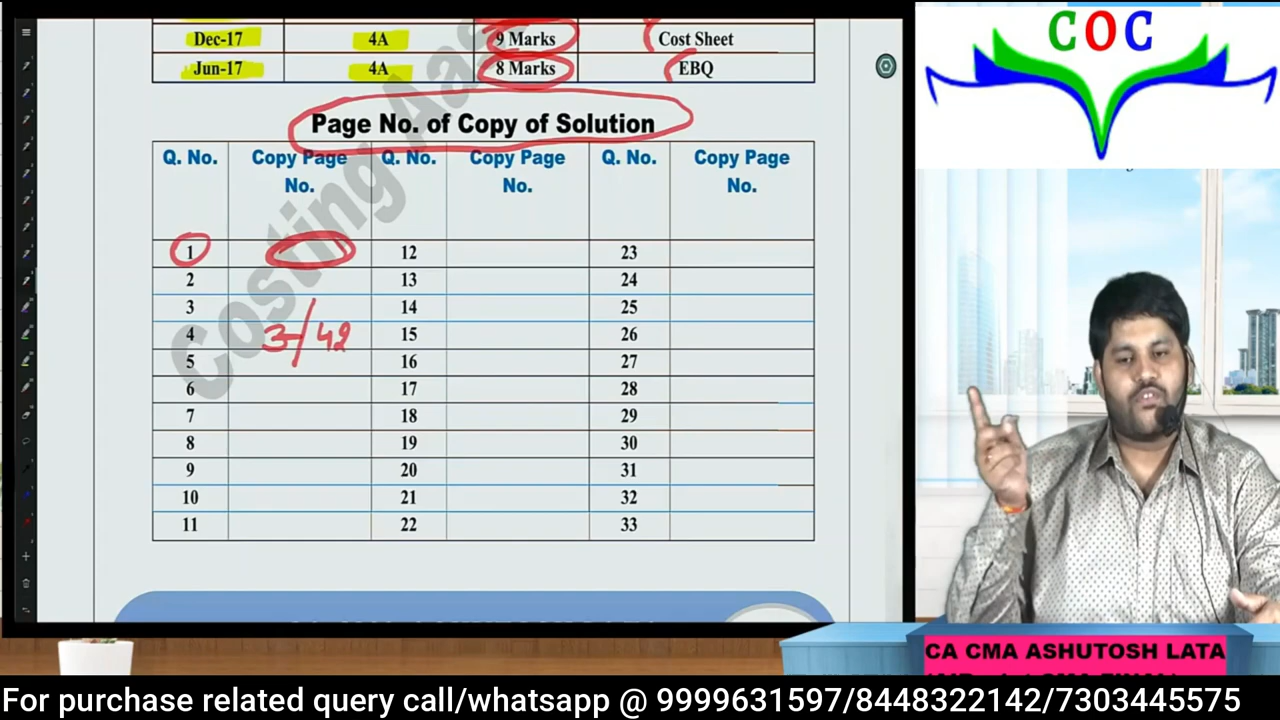 Dec-17 4A 9 Marks Cost Sheet
Jun-17 4A 8 Marks EBQ
COC
Page No. of Copy of Solution
Q. No. Copy Page No. Q. No. Copy Page No. Q. No. Copy Page No.
1 12 23
2 13 24
3 14 25
4 3/42 15 26
5 16 27
6 17 28
7 18 29
8 19 30
9 20 31
10 21 32
11 22 33
Costing
CA CMA ASHUTOSH LATA
For purchase related query call/whatsapp @ 9999631597/8448322142/7303445575